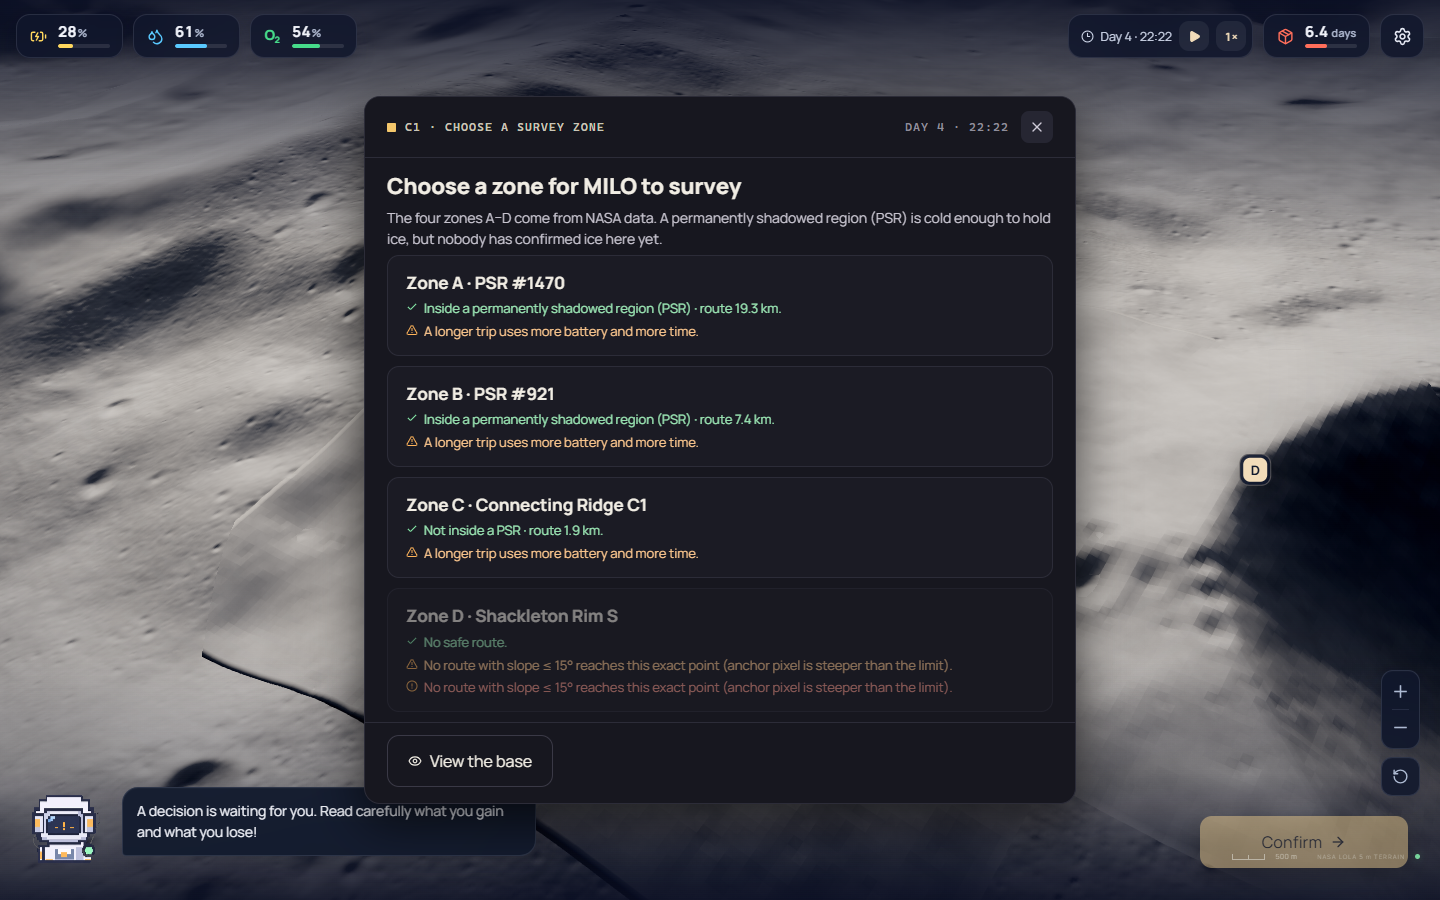 28%
61%
O₂ 54%
Day 4 · 22:22
1×
6.4 days
C1 · CHOOSE A SURVEY ZONE
DAY 4 · 22:22
Choose a zone for MILO to survey
The four zones A–D come from NASA data. A permanently shadowed region (PSR) is cold enough to hold
ice, but nobody has confirmed ice here yet.
Zone A · PSR #1470
Inside a permanently shadowed region (PSR) · route 19.3 km.
A longer trip uses more battery and more time.
Zone B · PSR #921
Inside a permanently shadowed region (PSR) · route 7.4 km.
A longer trip uses more battery and more time.
Zone C · Connecting Ridge C1
Not inside a PSR · route 1.9 km.
A longer trip uses more battery and more time.
D
Zone D · Shackleton Rim S
No safe route.
No route with slope ≤ 15° reaches this exact point (anchor pixel is steeper than the limit).
No route with slope ≤ 15° reaches this exact point (anchor pixel is steeper than the limit).
View the base
A decision is waiting for you. Read carefully what you gain
and what you lose!
Confirm →
500 m
NASA LOLA 5 m TERRAIN